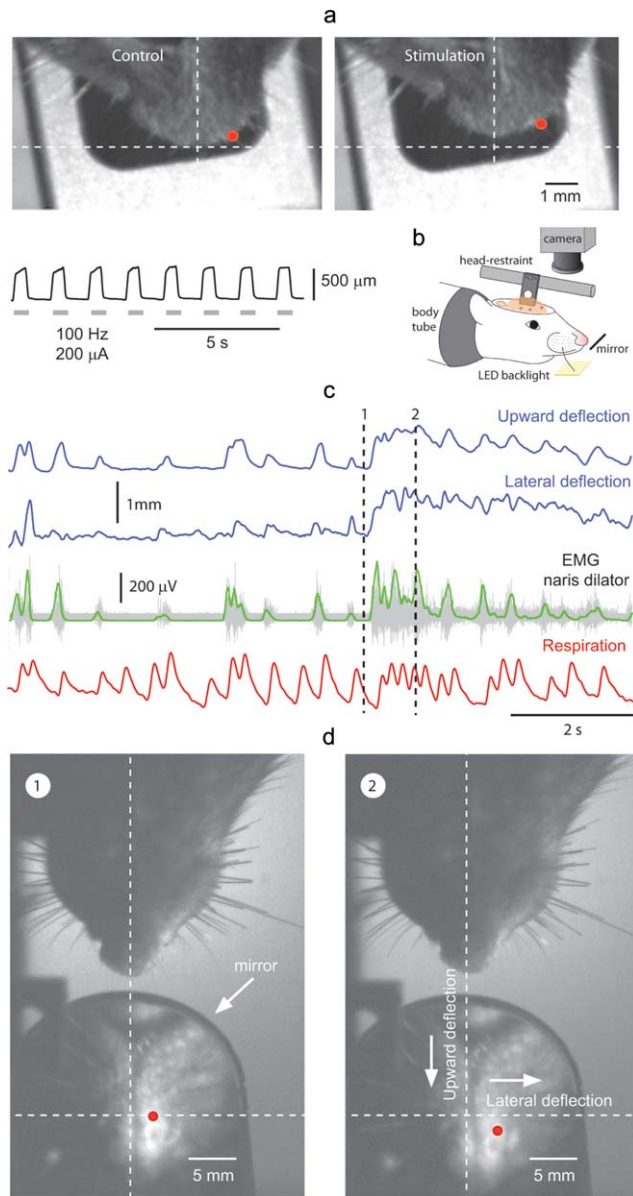 a
Control
Stimulation
1 mm
500 μm
100 Hz
200 μA
5 s
b
camera
head-restraint
body
tube
mirror
LED backlight
c
1
2
Upward deflection
Lateral deflection
1mm
EMG
naris dilator
200 μV
Respiration
2 s
d
1
mirror
5 mm
2
Upward deflection
Lateral deflection
5 mm